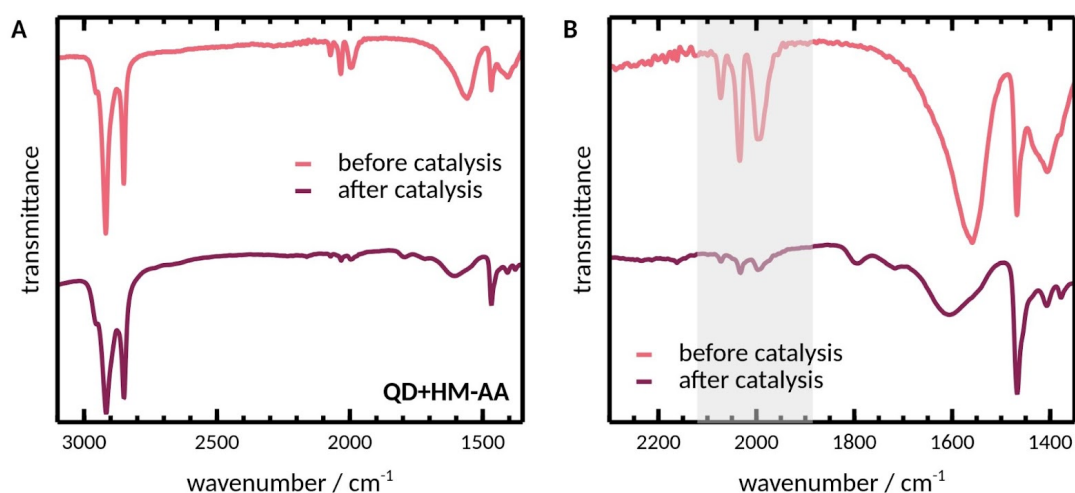 A
transmittance
before catalysis
after catalysis
QD+HM-AA
3000 2500 2000 1500
wavenumber / cm-1
B
transmittance
before catalysis
after catalysis
2200 2000 1800 1600 1400
wavenumber / cm-1